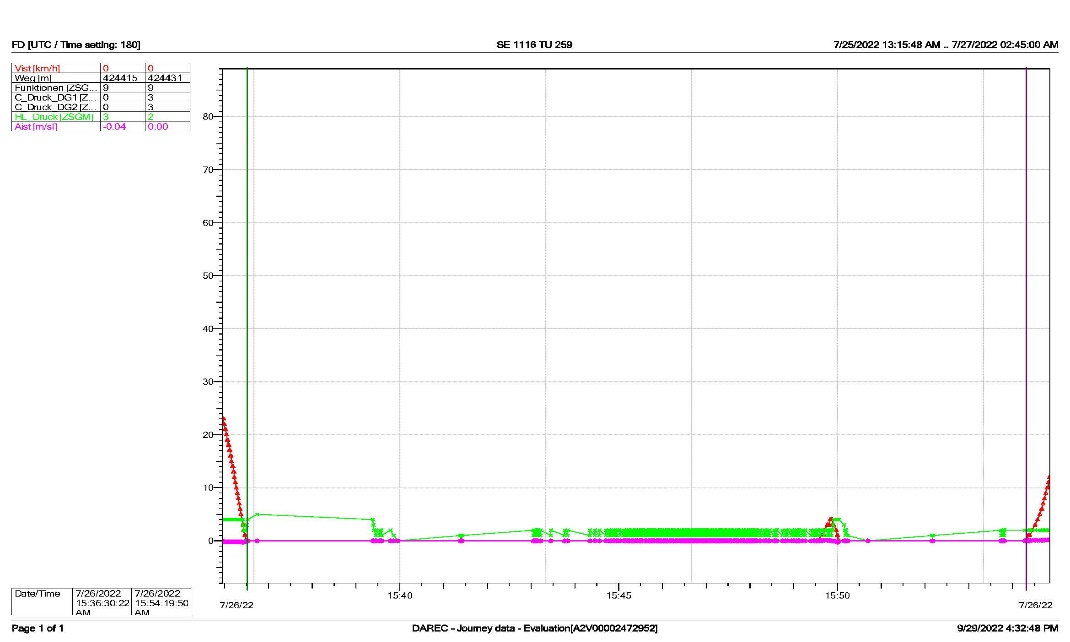 FD [UTC / Time setting: 180] SE 1116 TU 259 7/25/2022 13:15:48 AM .. 7/27/2022 02:45:00 AM
Vist [km/h] 0 0
Weg [m] 424415 424431
Funktionen [ZSG... 9 9
C_Druck_DG1 [Z... 0 3
C_Druck_DG2 [Z... 0 3
HL_Druck [ZSGM] 3 2
Aist [m/s] -0.04 0.00
80
70
60
50
40
30
20
10
0
15:40 15:45 15:50
7/26/22 7/26/22
Date/Time 7/26/2022 7/26/2022
15:36:30:22 15:54:19:50
AM AM
Page 1 of 1 DAREC - Journey data - Evaluation[A2V00002472952] 9/29/2022 4:32:48 PM